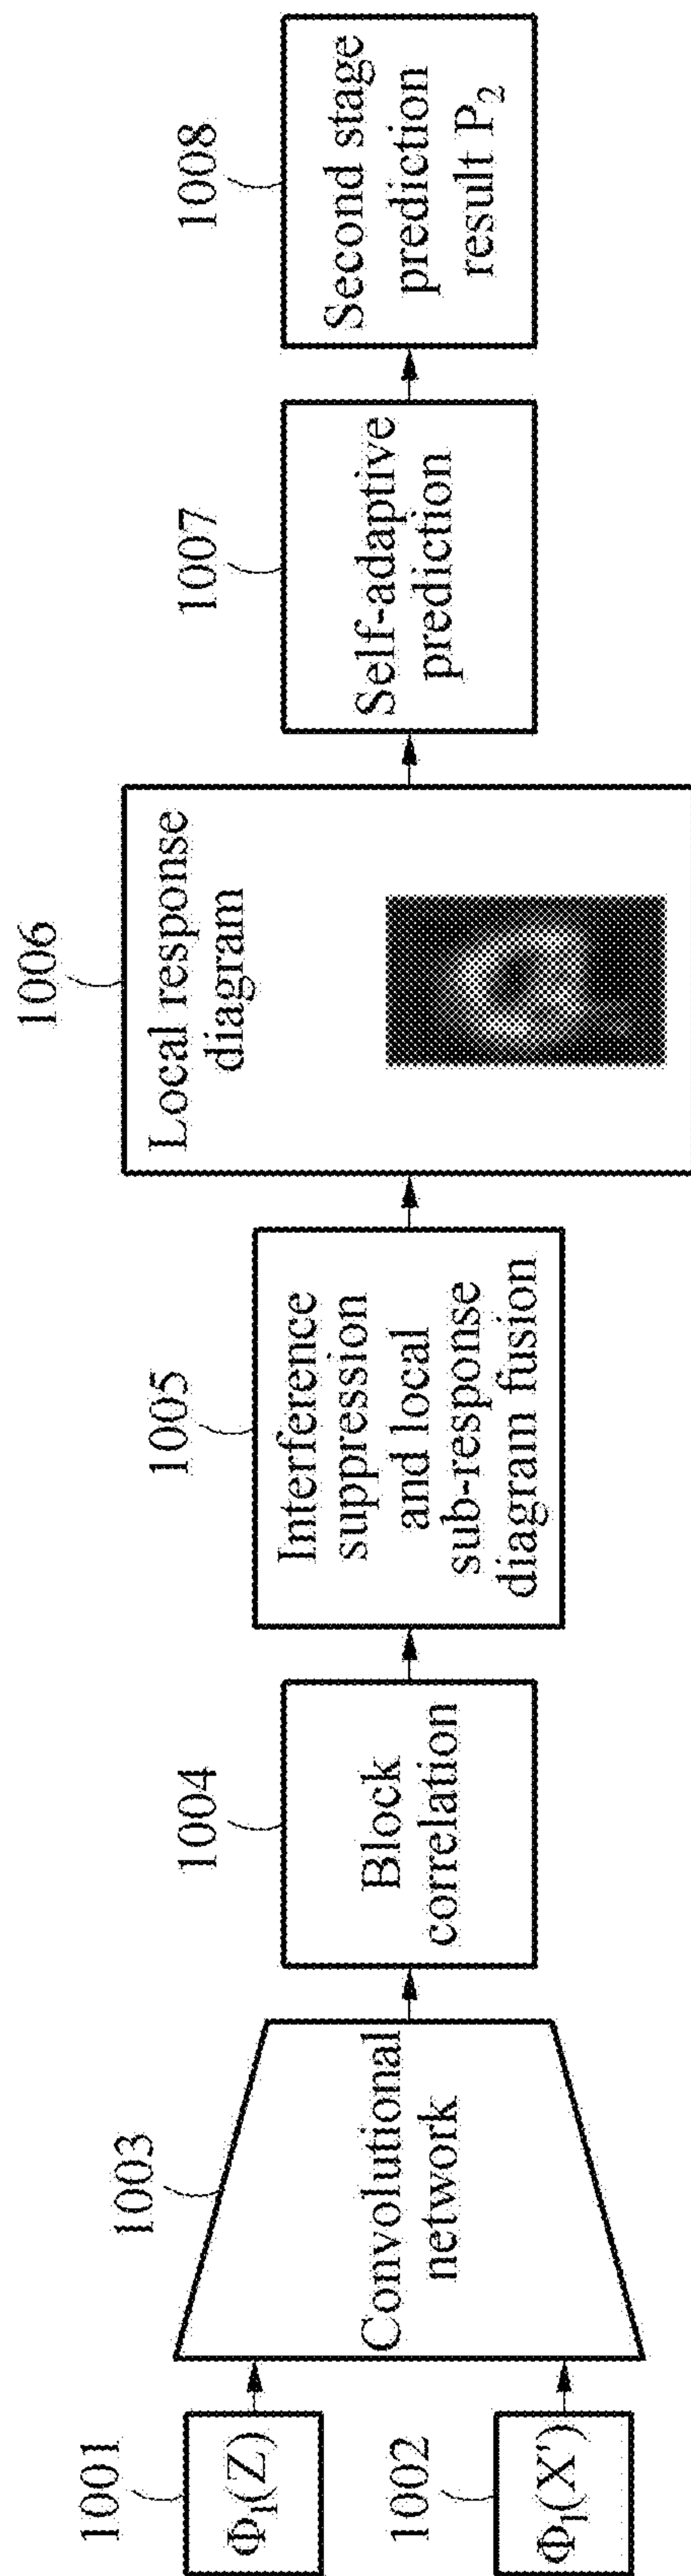 1001
Φ₁(Z)
1002
Φ₁(X')
1003
Convolutional
network
1004
Block
correlation
1005
Interference
suppression
and local
sub-response
diagram fusion
1006
Local response
diagram
1007
Self-adaptive
prediction
1008
Second stage
prediction
result P₂